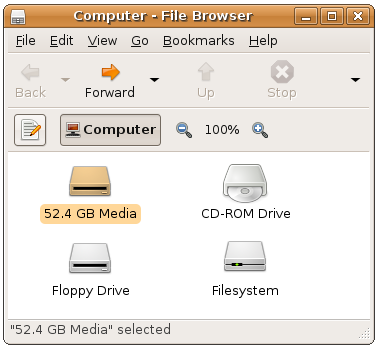 Computer - File Browser
File Edit View Go Bookmarks Help
Back Forward Up Stop
Computer 100%
52.4 GB Media CD-ROM Drive
Floppy Drive Filesystem
"52.4 GB Media" selected